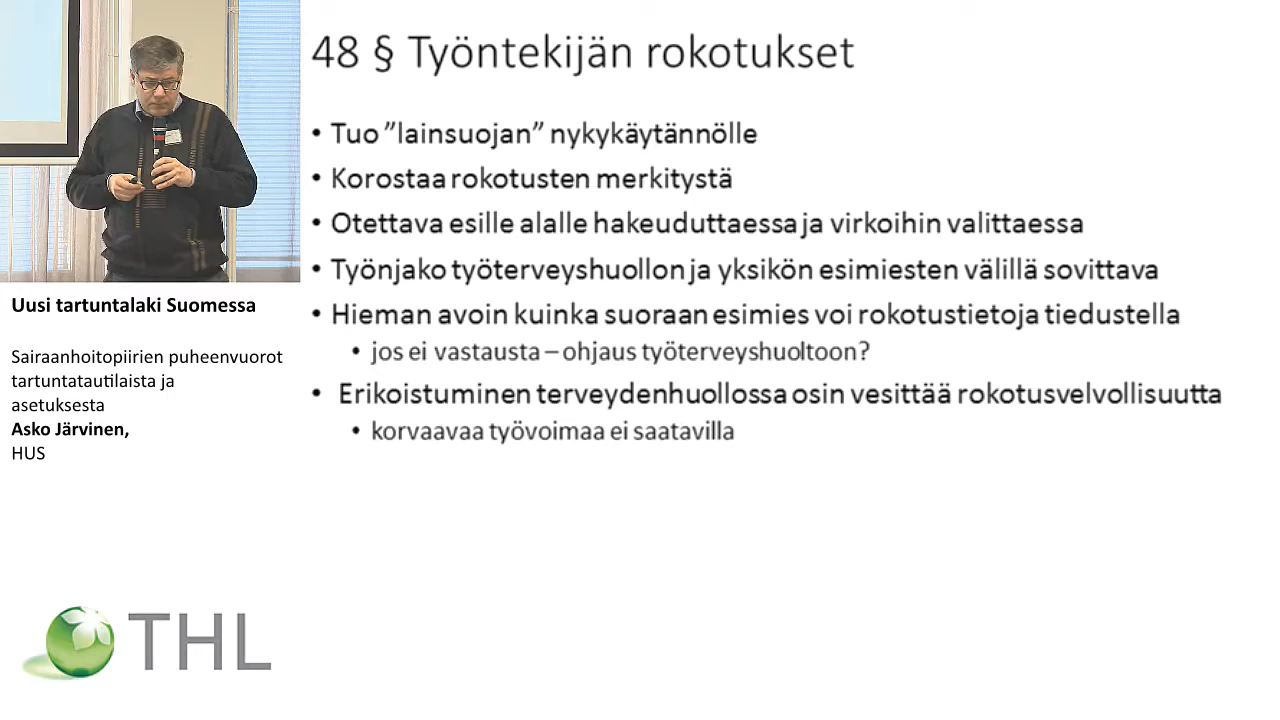 48 § Työntekijän rokotukset
• Tuo ”lainsuojan” nykykäytännölle
• Korostaa rokotusten merkitystä
• Otettava esille alalle hakeuduttaessa ja virkoihin valittaessa
• Työnjako työterveyshuollon ja yksikön esimiesten välillä sovittava
• Hieman avoin kuinka suoraan esimies voi rokotustietoja tiedustella
• jos ei vastausta – ohjaus työterveyshuoltoon?
• Erikoistuminen terveydenhuollossa osin vesittää rokotusvelvollisuutta
• korvaavaa työvoimaa ei saatavilla
Uusi tartuntalaki Suomessa
Sairaanhoitopiirien puheenvuorot
tartuntatautilaista ja
asetuksesta
Asko Järvinen,
HUS
THL